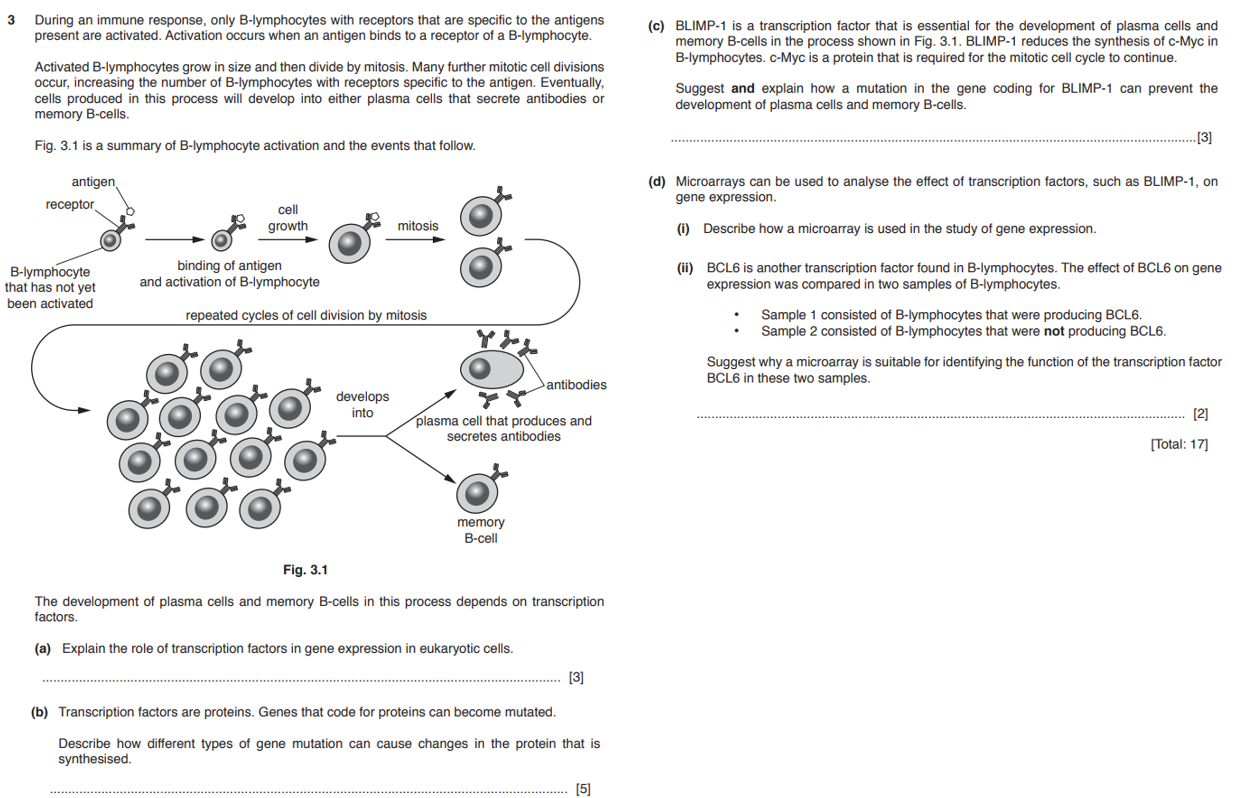 3 During an immune response, only B-lymphocytes with receptors that are specific to the antigens
present are activated. Activation occurs when an antigen binds to a receptor of a B-lymphocyte.
Activated B-lymphocytes grow in size and then divide by mitosis. Many further mitotic cell divisions
occur, increasing the number of B-lymphocytes with receptors specific to the antigen. Eventually,
cells produced in this process will develop into either plasma cells that secrete antibodies or
memory B-cells.
Fig. 3.1 is a summary of B-lymphocyte activation and the events that follow.
antigen
receptor
cell
growth
mitosis
B-lymphocyte
that has not yet
been activated
binding of antigen
and activation of B-lymphocyte
repeated cycles of cell division by mitosis
develops
into
antibodies
plasma cell that produces and
secretes antibodies
memory
B-cell
Fig. 3.1
The development of plasma cells and memory B-cells in this process depends on transcription
factors.
(a) Explain the role of transcription factors in gene expression in eukaryotic cells.
[3]
(b) Transcription factors are proteins. Genes that code for proteins can become mutated.
Describe how different types of gene mutation can cause changes in the protein that is
synthesised.
[5]
(c) BLIMP-1 is a transcription factor that is essential for the development of plasma cells and
memory B-cells in the process shown in Fig. 3.1. BLIMP-1 reduces the synthesis of c-Myc in
B-lymphocytes. c-Myc is a protein that is required for the mitotic cell cycle to continue.
Suggest and explain how a mutation in the gene coding for BLIMP-1 can prevent the
development of plasma cells and memory B-cells.
[3]
(d) Microarrays can be used to analyse the effect of transcription factors, such as BLIMP-1, on
gene expression.
(i) Describe how a microarray is used in the study of gene expression.
(ii) BCL6 is another transcription factor found in B-lymphocytes. The effect of BCL6 on gene
expression was compared in two samples of B-lymphocytes.
• Sample 1 consisted of B-lymphocytes that were producing BCL6.
• Sample 2 consisted of B-lymphocytes that were not producing BCL6.
Suggest why a microarray is suitable for identifying the function of the transcription factor
BCL6 in these two samples.
[2]
[Total: 17]